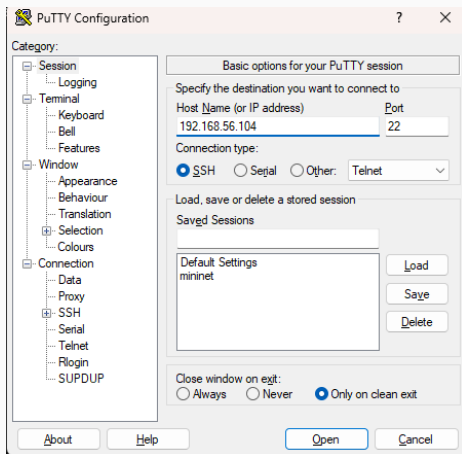 PuTTY Configuration ? ×
Category:
Session
Logging
Terminal
Keyboard
Bell
Features
Window
Appearance
Behaviour
Translation
Selection
Colours
Connection
Data
Proxy
SSH
Serial
Telnet
Rlogin
SUPDUP
Basic options for your PuTTY session
Specify the destination you want to connect to
Host Name (or IP address) Port
192.168.56.104 22
Connection type:
SSH Serial Other: Telnet
Load, save or delete a stored session
Saved Sessions
Default Settings
mininet
Load
Save
Delete
Close window on exit:
Always Never Only on clean exit
About Help Open Cancel